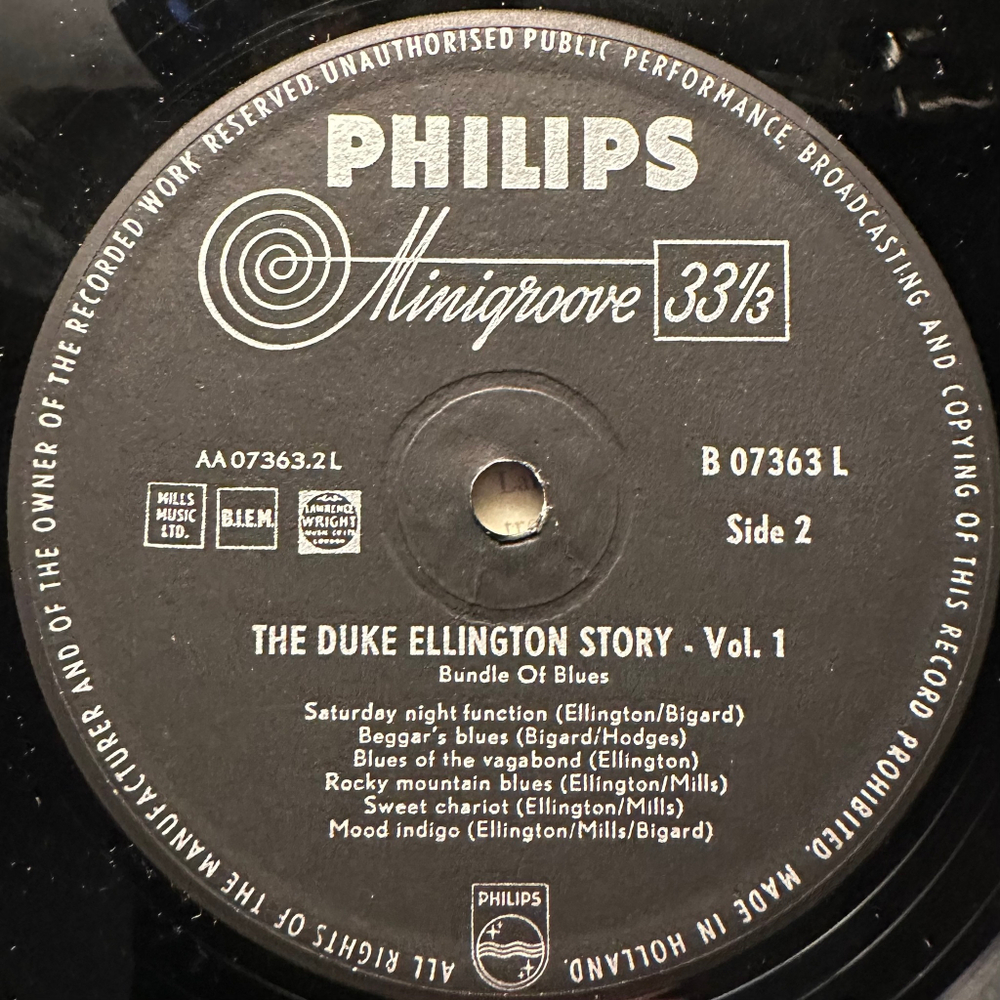 ALL RIGHTS OF THE MANUFACTURER AND OF THE OWNER OF THE RECORDED WORK RESERVED. UNAUTHORISED PUBLIC PERFORMANCE, BROADCASTING AND COPYING OF THIS RECORD PROHIBITED. MADE IN HOLLAND.
PHILIPS
Minigroove 33⅓
AA 07363.2 L
B 07363 L
MILLS
MUSIC
LTD.
B.I.E.M.
LAWRENCE
WRIGHT
LONDON
Side 2
THE DUKE ELLINGTON STORY - Vol. 1
Bundle Of Blues
Saturday night function (Ellington/Bigard)
Beggar's blues (Bigard/Hodges)
Blues of the vagabond (Ellington)
Rocky mountain blues (Ellington/Mills)
Sweet chariot (Ellington/Mills)
Mood indigo (Ellington/Mills/Bigard)
PHILIPS